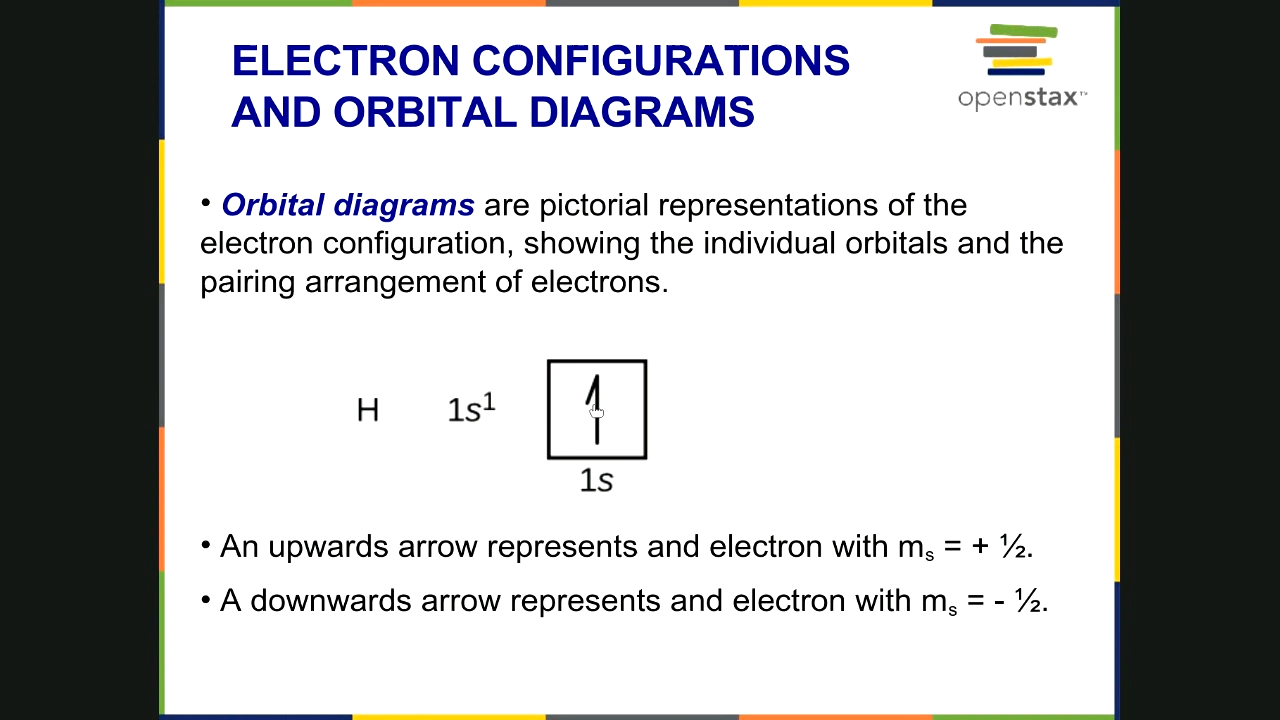 ELECTRON CONFIGURATIONS
AND ORBITAL DIAGRAMS
openstax™
• Orbital diagrams are pictorial representations of the
electron configuration, showing the individual orbitals and the
pairing arrangement of electrons.
H 1s¹
1s
• An upwards arrow represents and electron with mₛ = + ½.
• A downwards arrow represents and electron with mₛ = - ½.